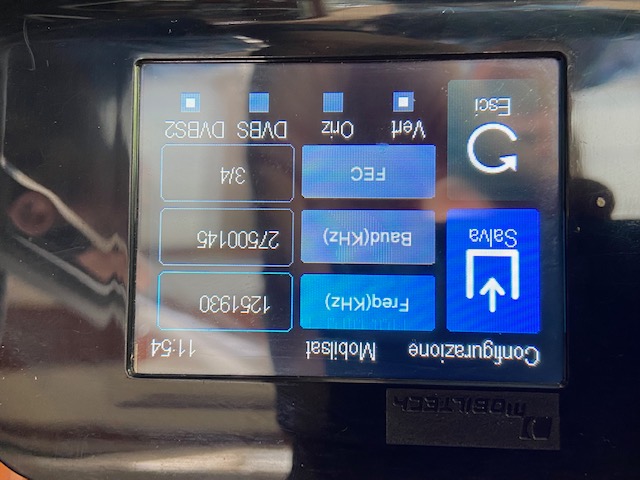 MOBILTECH
Configurazione Mobilsat 11:54
Salva Freq(KHz) 1251930
Baud(KHz) 27500145
FEC 3/4
Esci Vert Oriz DVBS DVBS2